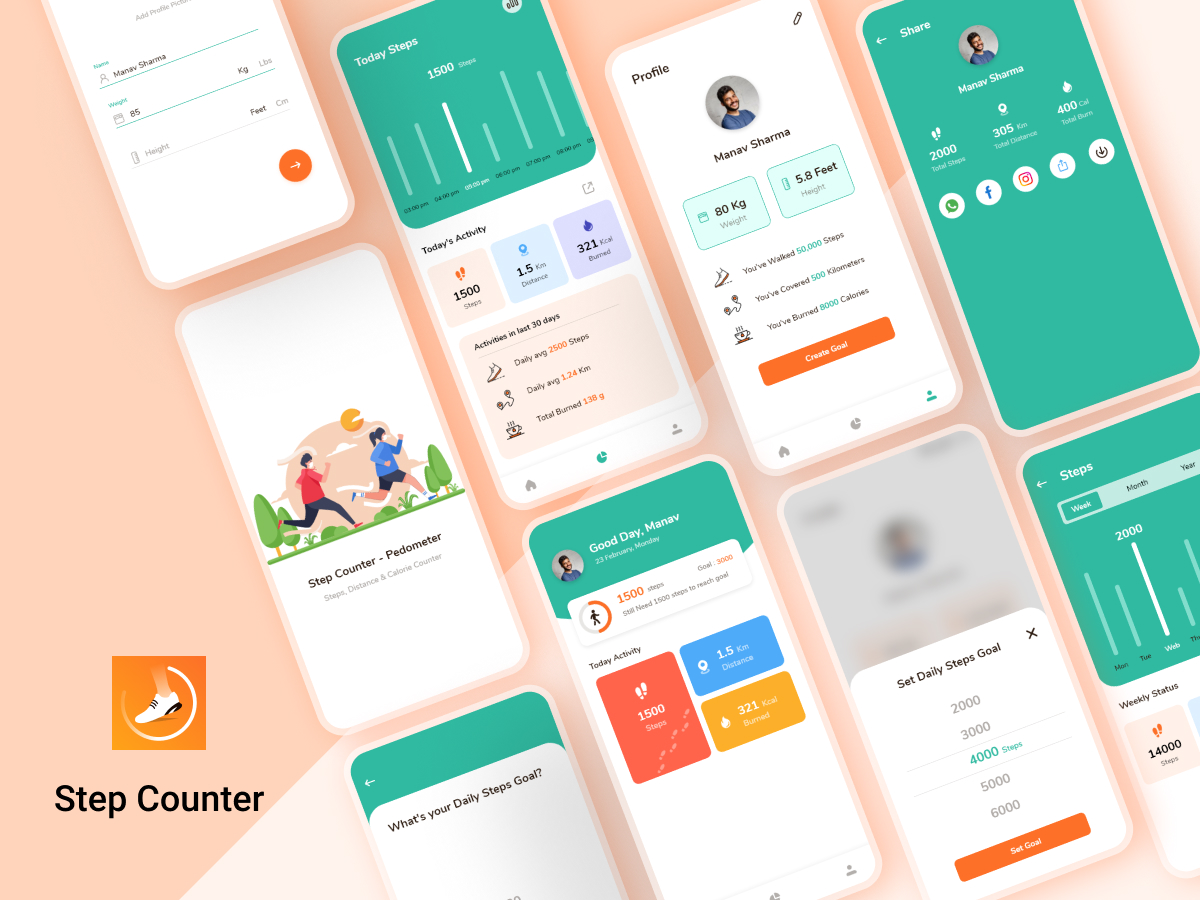 Add Profile Picture
Name
Manav Sharma
Weight
85
Kg Lbs
Height
Feet Cm
Today Steps
1500 Steps
03:00 pm 04:00 pm 05:00 pm 06:00 pm 07:00 pm 08:00 pm
Today's Activity
1500
Steps
1.5 Km
Distance
321 Kcal
Burned
Activities in last 30 days
Daily avg 2500 Steps
Daily avg 1.24 Km
Total Burned 138 g
Profile
Manav Sharma
80 Kg
Weight
5.8 Feet
Height
You've Walked 50,000 Steps
You've Covered 500 Kilometers
You've Burned 8000 Calories
Create Goal
Share
Manav Sharma
2000
Total Steps
305 Km
Total Distance
400 Cal
Total Burn
Step Counter - Pedometer
Steps, Distance & Calorie Counter
Good Day, Manav
23 February, Monday
1500 steps
Goal : 3000
Still Need 1500 steps to reach goal
Today Activity
1500
Steps
1.5 Km
Distance
321 Kcal
Burned
Set Daily Steps Goal
2000
3000
4000 Steps
5000
6000
Set Goal
Steps
Week Month Year
2000
Mon Tue Web
Weekly Status
14000
Steps
What's your Daily Steps Goal?
Step Counter